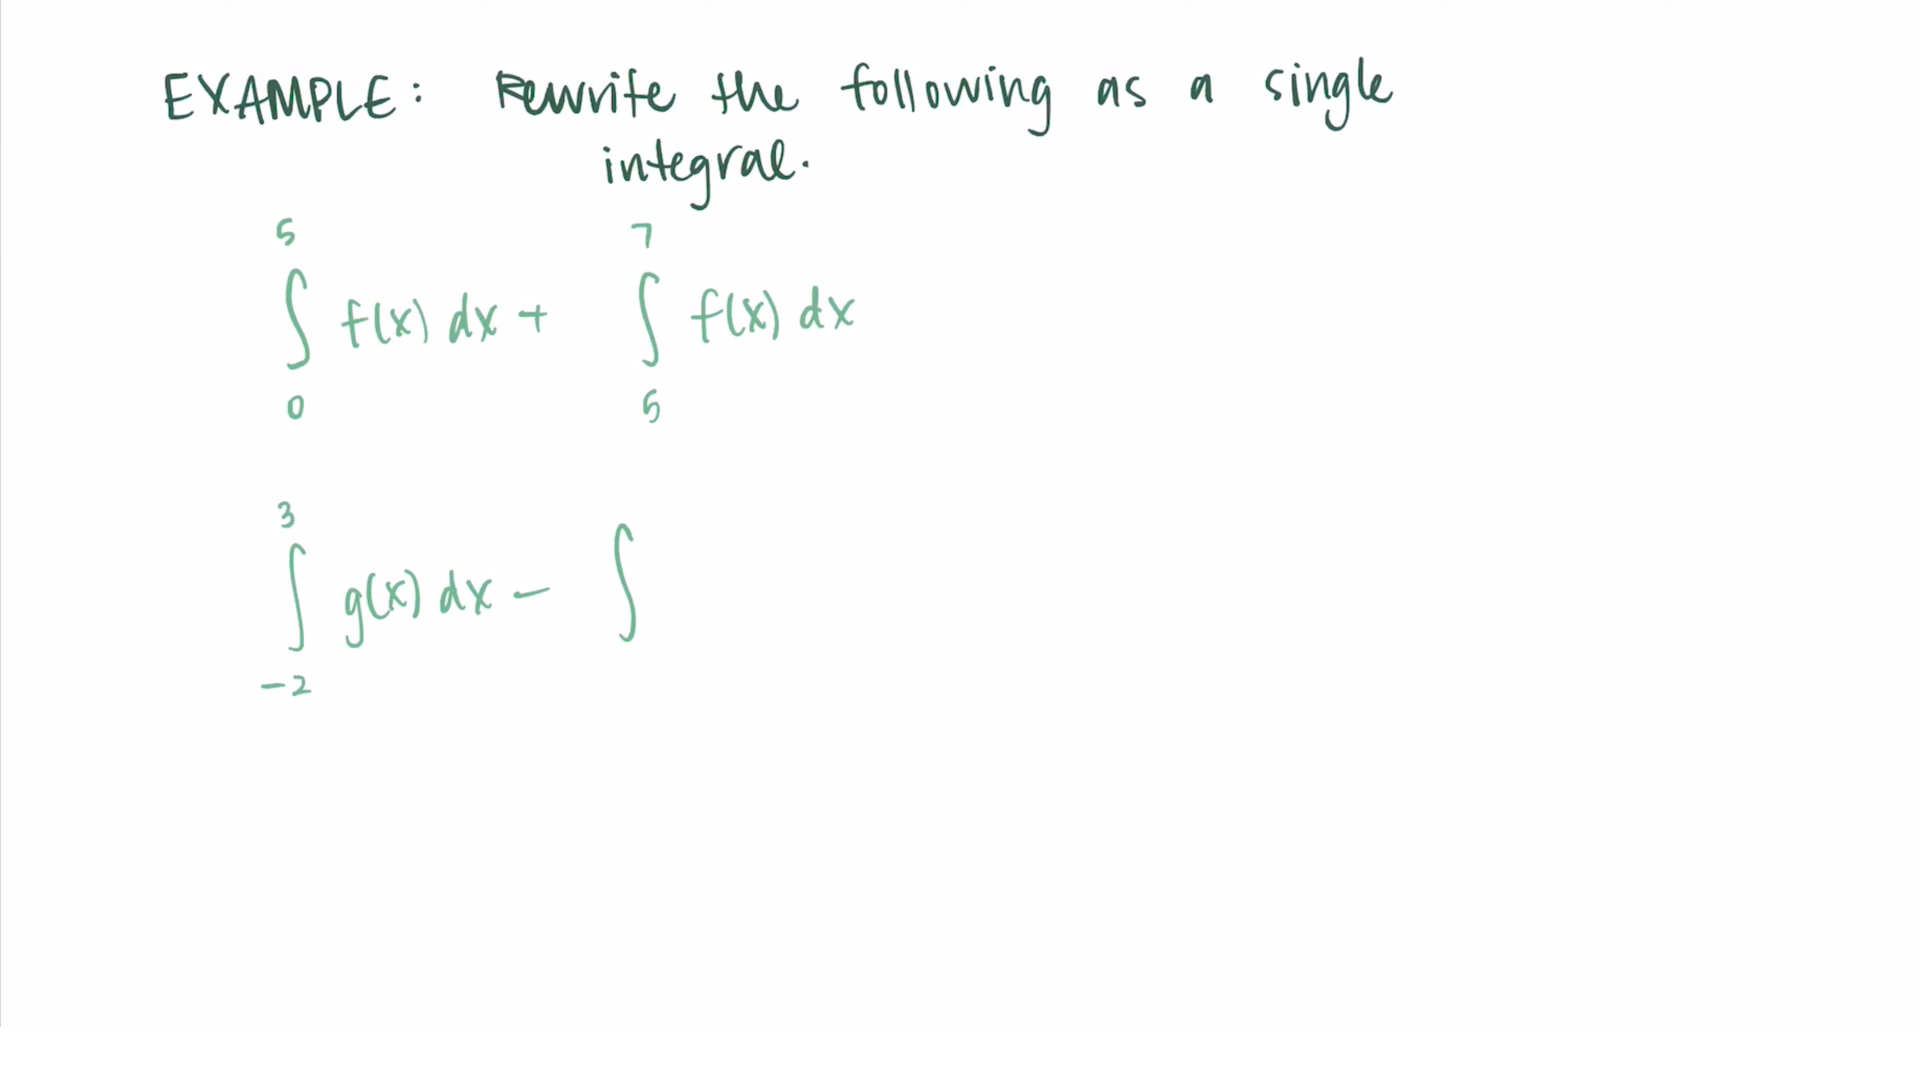 EXAMPLE: Rewrite the following as a single
integral.
5 7
∫ f(x) dx + ∫ f(x) dx
0 5
3
∫ g(x) dx − ∫
−2